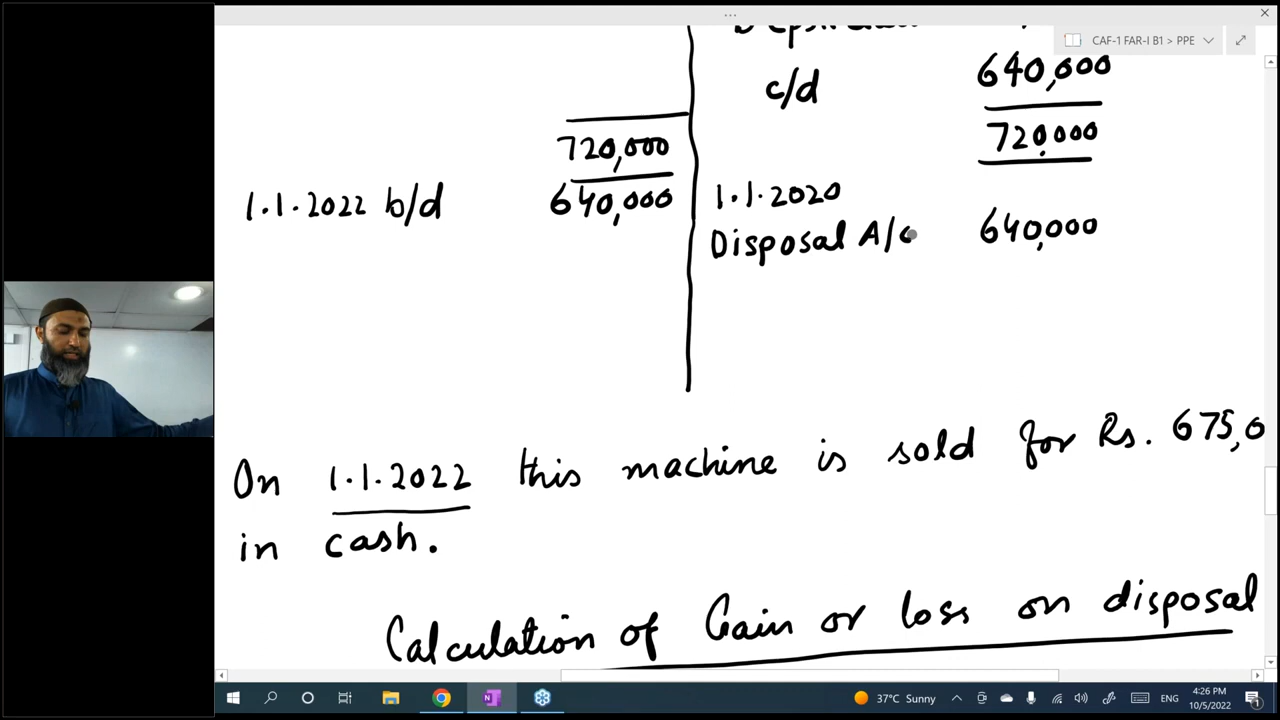 CAF-1 FAR-I B1 > PPE
c/d 640,000
720,000 720,000
1.1.2022 b/d 640,000 1.1.2020
Disposal A/c 640,000
On 1.1.2022 this machine is sold for Rs. 675,0
in cash.
Calculation of Gain or loss on disposal
37°C Sunny
ENG
4:26 PM
10/5/2022